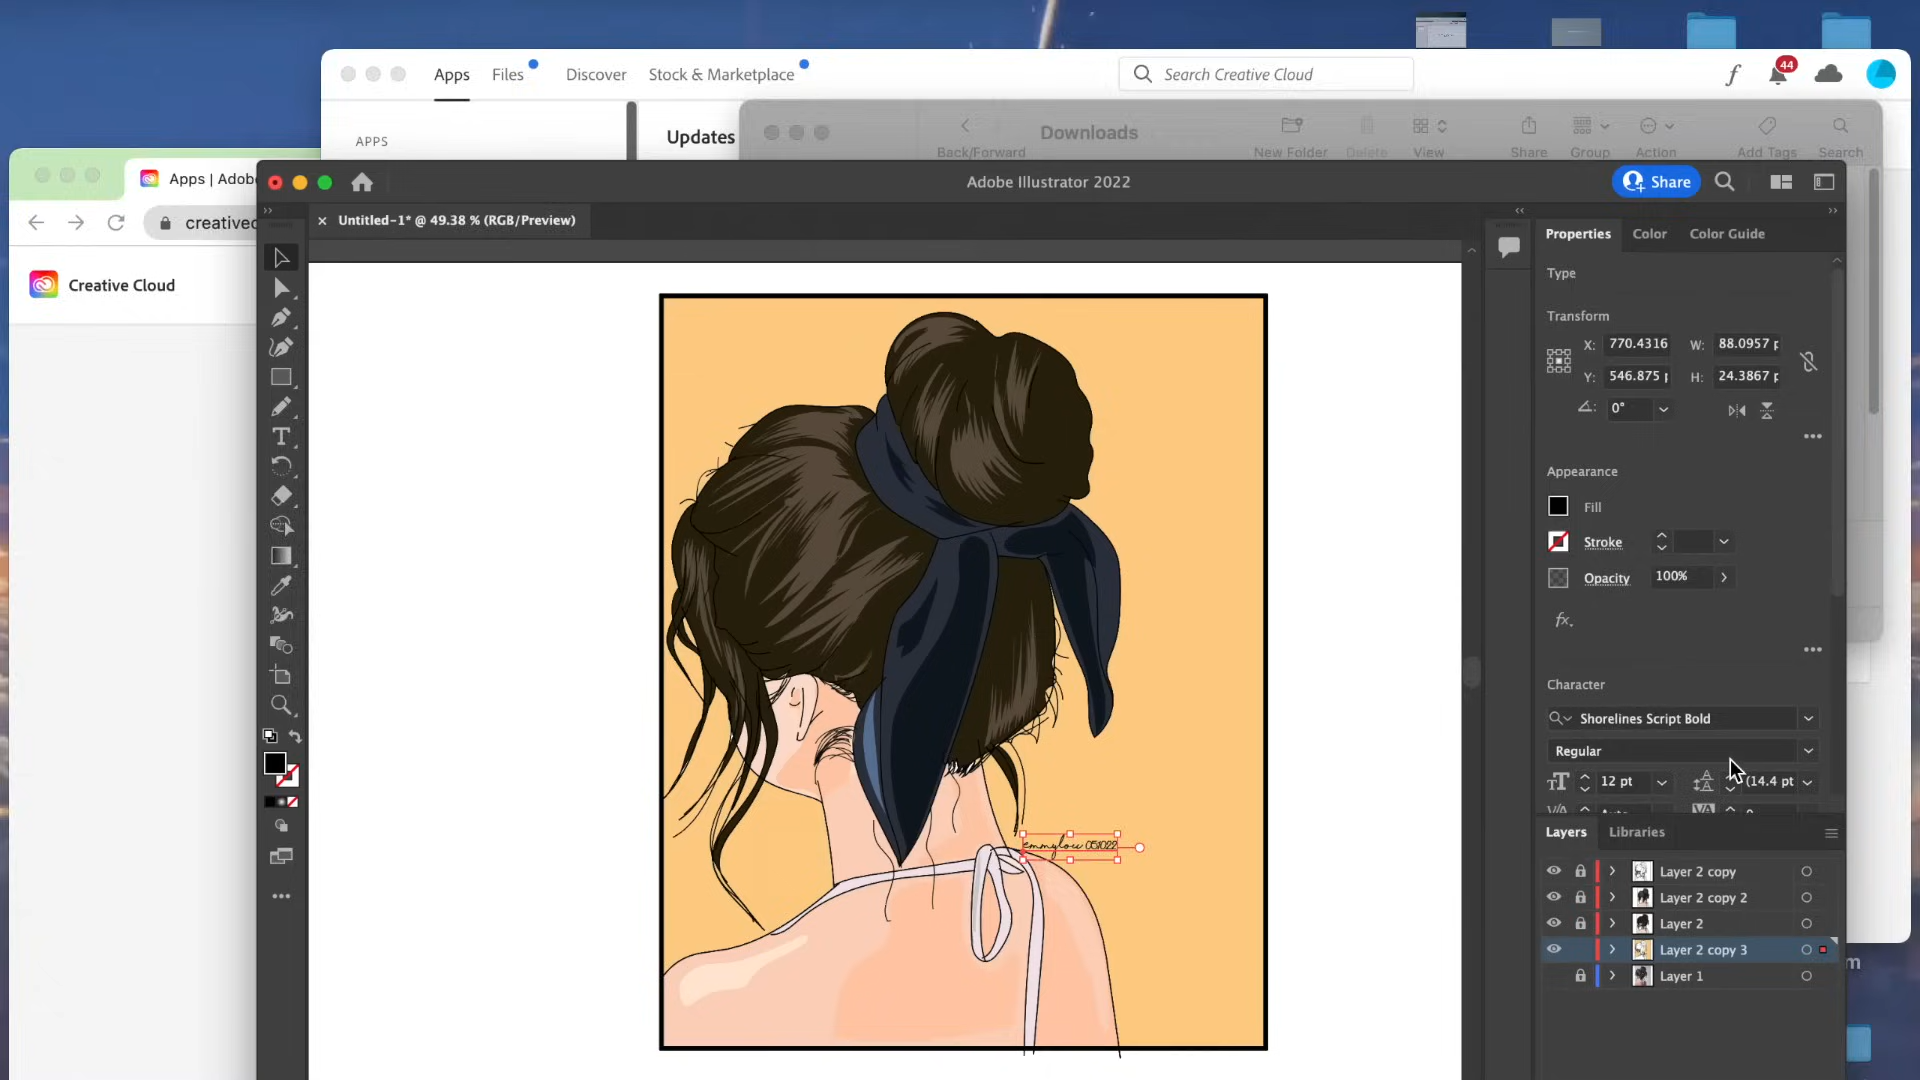 Apps Files Discover Stock & Marketplace
Search Creative Cloud
44
APPS
Updates
Downloads
Back/Forward New Folder Delete View Share Group Action Add Tags Search
Apps | Adob
creativec
Creative Cloud
Adobe Illustrator 2022
Share
Untitled-1* @ 49.38 % (RGB/Preview)
Properties Color Color Guide
Type
Transform
X: 770.4316 W: 88.0957 p
Y: 546.875 p H: 24.3867 p
0°
Appearance
Fill
Stroke
Opacity 100%
fx.
Character
Shorelines Script Bold
Regular
12 pt (14.4 pt
emmylou 051022
Layers Libraries
Layer 2 copy
Layer 2 copy 2
Layer 2
Layer 2 copy 3
Layer 1
m